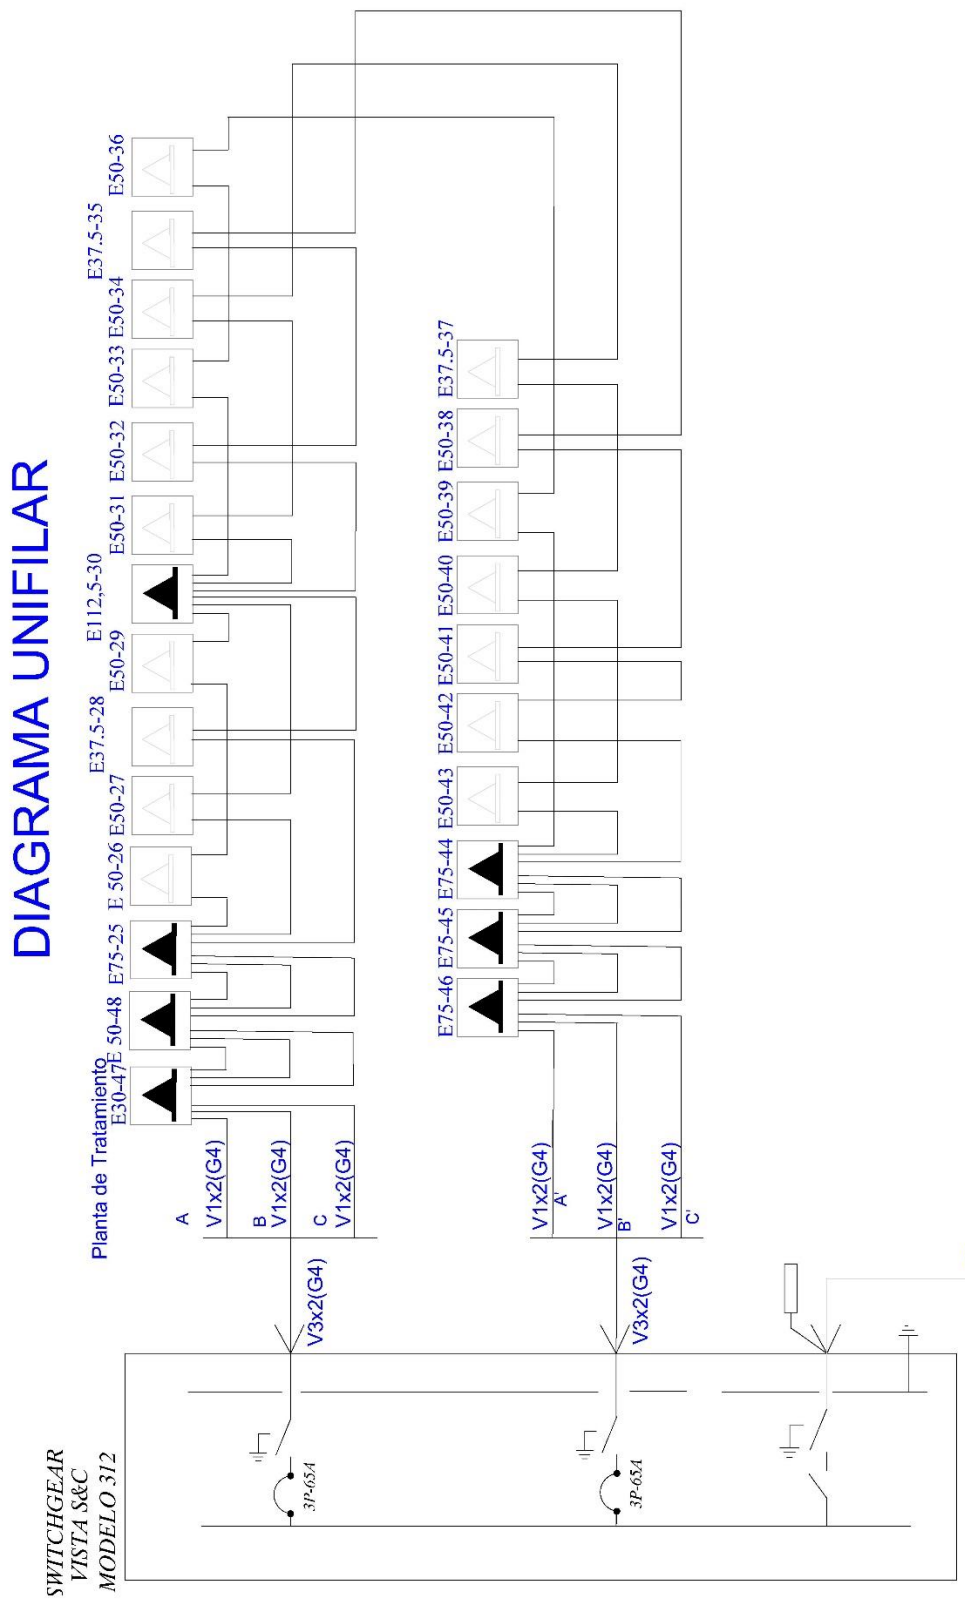 DIAGRAMA UNIFILAR
SWITCHGEAR
VISTA S&C
MODELO 312
3P-65A
V3x2(G4)
A
V1x2(G4)
B
V1x2(G4)
C
V1x2(G4)
Planta de Tratamiento
E30-47
E 50-48
E75-25
E 50-26
E50-27
E37.5-28
E50-29
E112,5-30
E50-31
E50-32
E50-33
E50-34
E37.5-35
E50-36
3P-65A
V3x2(G4)
V1x2(G4)
A'
V1x2(G4)
B'
V1x2(G4)
C'
E75-46
E75-45
E75-44
E50-43
E50-42
E50-41
E50-40
E50-39
E50-38
E37.5-37